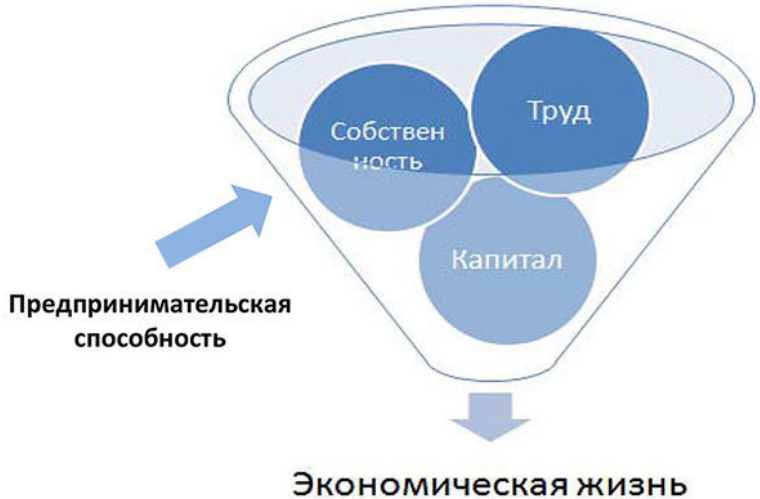 Труд
Собствен
ность
Капитал
Предпринимательская
способность
Экономическая жизнь